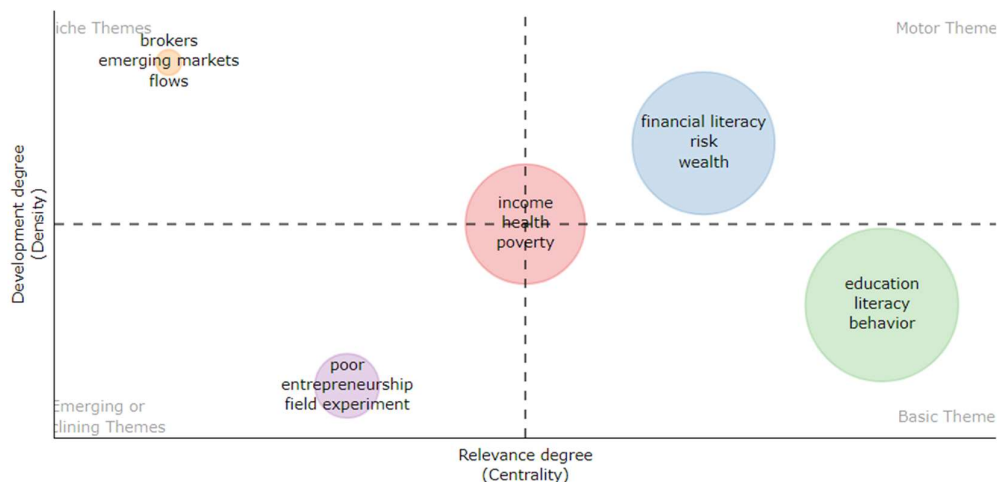 iche Themes
Motor Theme
brokers
emerging markets
flows
financial literacy
risk
wealth
income
health
poverty
education
literacy
behavior
poor
entrepreneurship
field experiment
Emerging or
clining Themes
Basic Theme
Development degree
(Density)
Relevance degree
(Centrality)